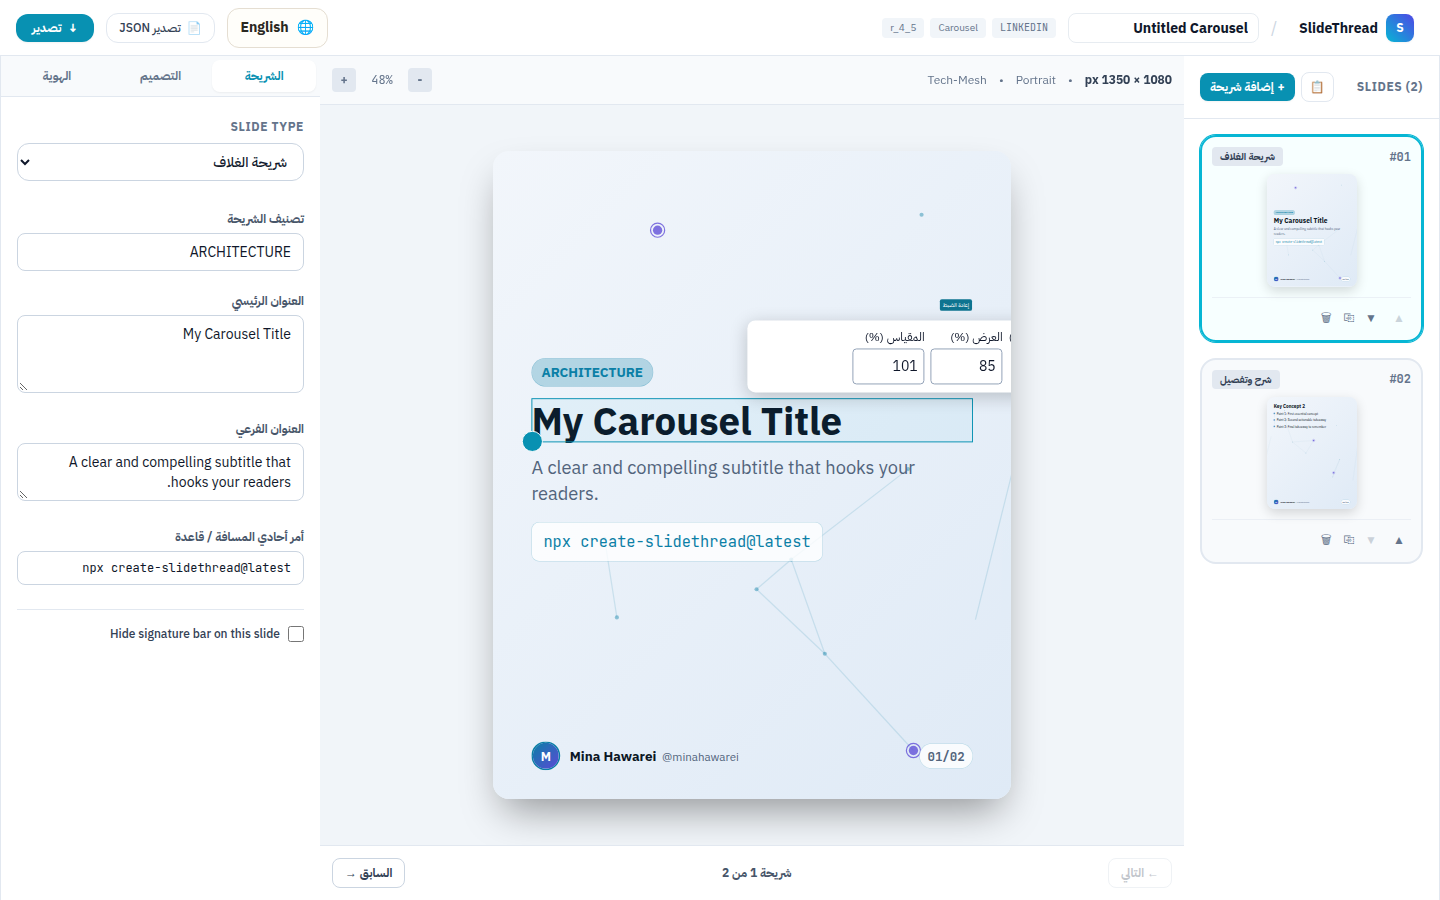 SlideThread
S
/
Untitled Carousel
LINKEDIN
Carousel
r_4_5
English
تصدير JSON
↓ تصدير
SLIDES (2)
+ إضافة شريحة
#01
شريحة الغلاف
My Carousel Title
#02
شرح وتفصيل
Key Concept 2
1080 × 1350 px
•
Portrait
•
Tech-Mesh
-
48%
+
إعادة الضبط
العرض (%)
المقياس (%)
85
101
ARCHITECTURE
My Carousel Title
A clear and compelling subtitle that hooks your
readers.
npx create-slidethread@latest
M
Mina Hawarei @minahawarei
01/02
← التالي
شريحة 1 من 2
السابق →
الشريحة
التصميم
الهوية
SLIDE TYPE
شريحة الغلاف
تصنيف الشريحة
ARCHITECTURE
العنوان الرئيسي
My Carousel Title
العنوان الفرعي
A clear and compelling subtitle that
hooks your readers.
أمر أحادي المسافة / قاعدة
npx create-slidethread@latest
Hide signature bar on this slide